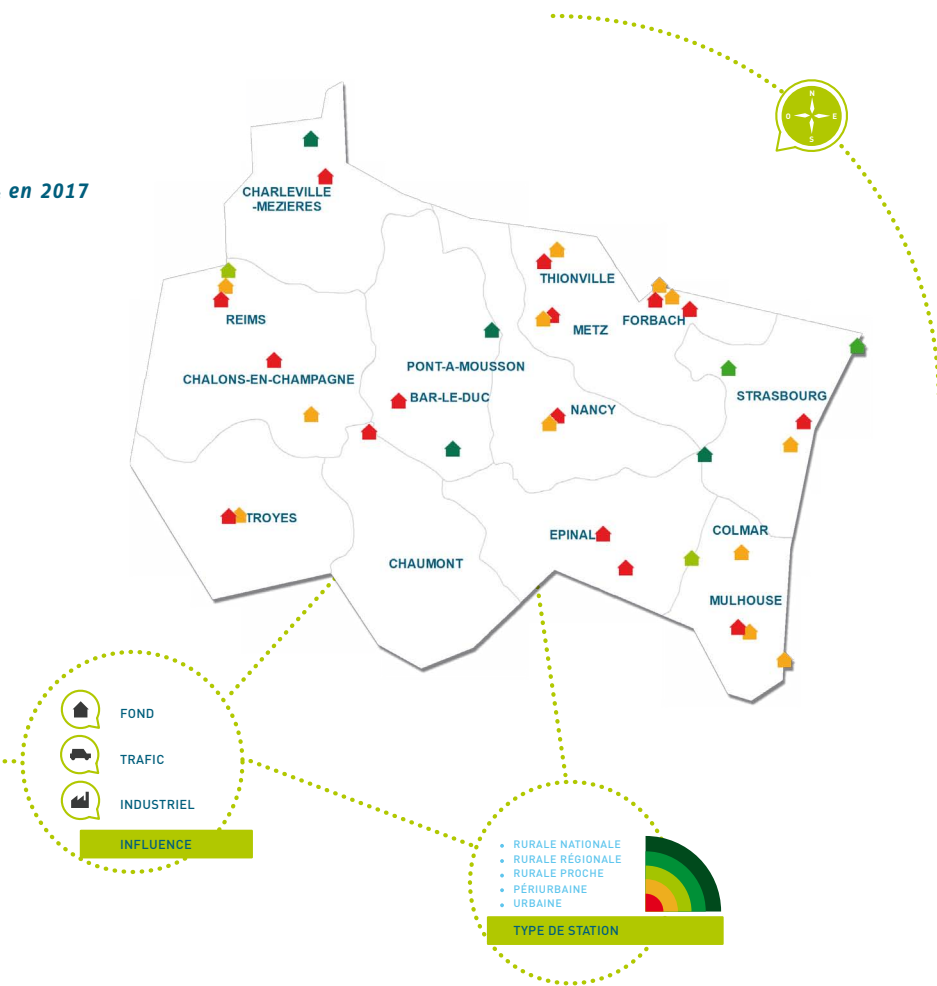 en 2017
N
O E
S
CHARLEVILLE
-MEZIERES
THIONVILLE
REIMS
METZ
FORBACH
PONT-A-MOUSSON
CHALONS-EN-CHAMPAGNE
BAR-LE-DUC
NANCY
STRASBOURG
TROYES
EPINAL
COLMAR
CHAUMONT
MULHOUSE
FOND
TRAFIC
INDUSTRIEL
INFLUENCE
• RURALE NATIONALE
• RURALE RÉGIONALE
• RURALE PROCHE
• PÉRIURBAINE
• URBAINE
TYPE DE STATION